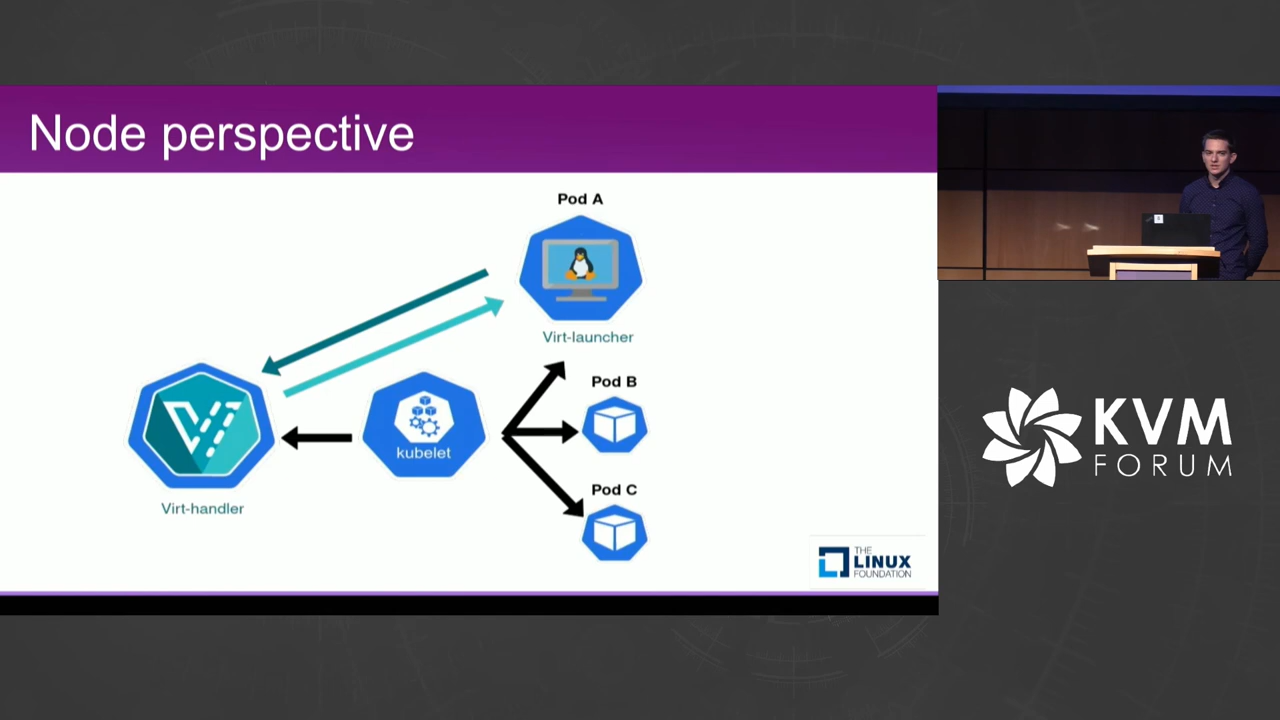 Node perspective
Pod A
Virt-launcher
Pod B
kubelet
Pod C
Virt-handler
THE
LINUX
FOUNDATION
KVM
FORUM